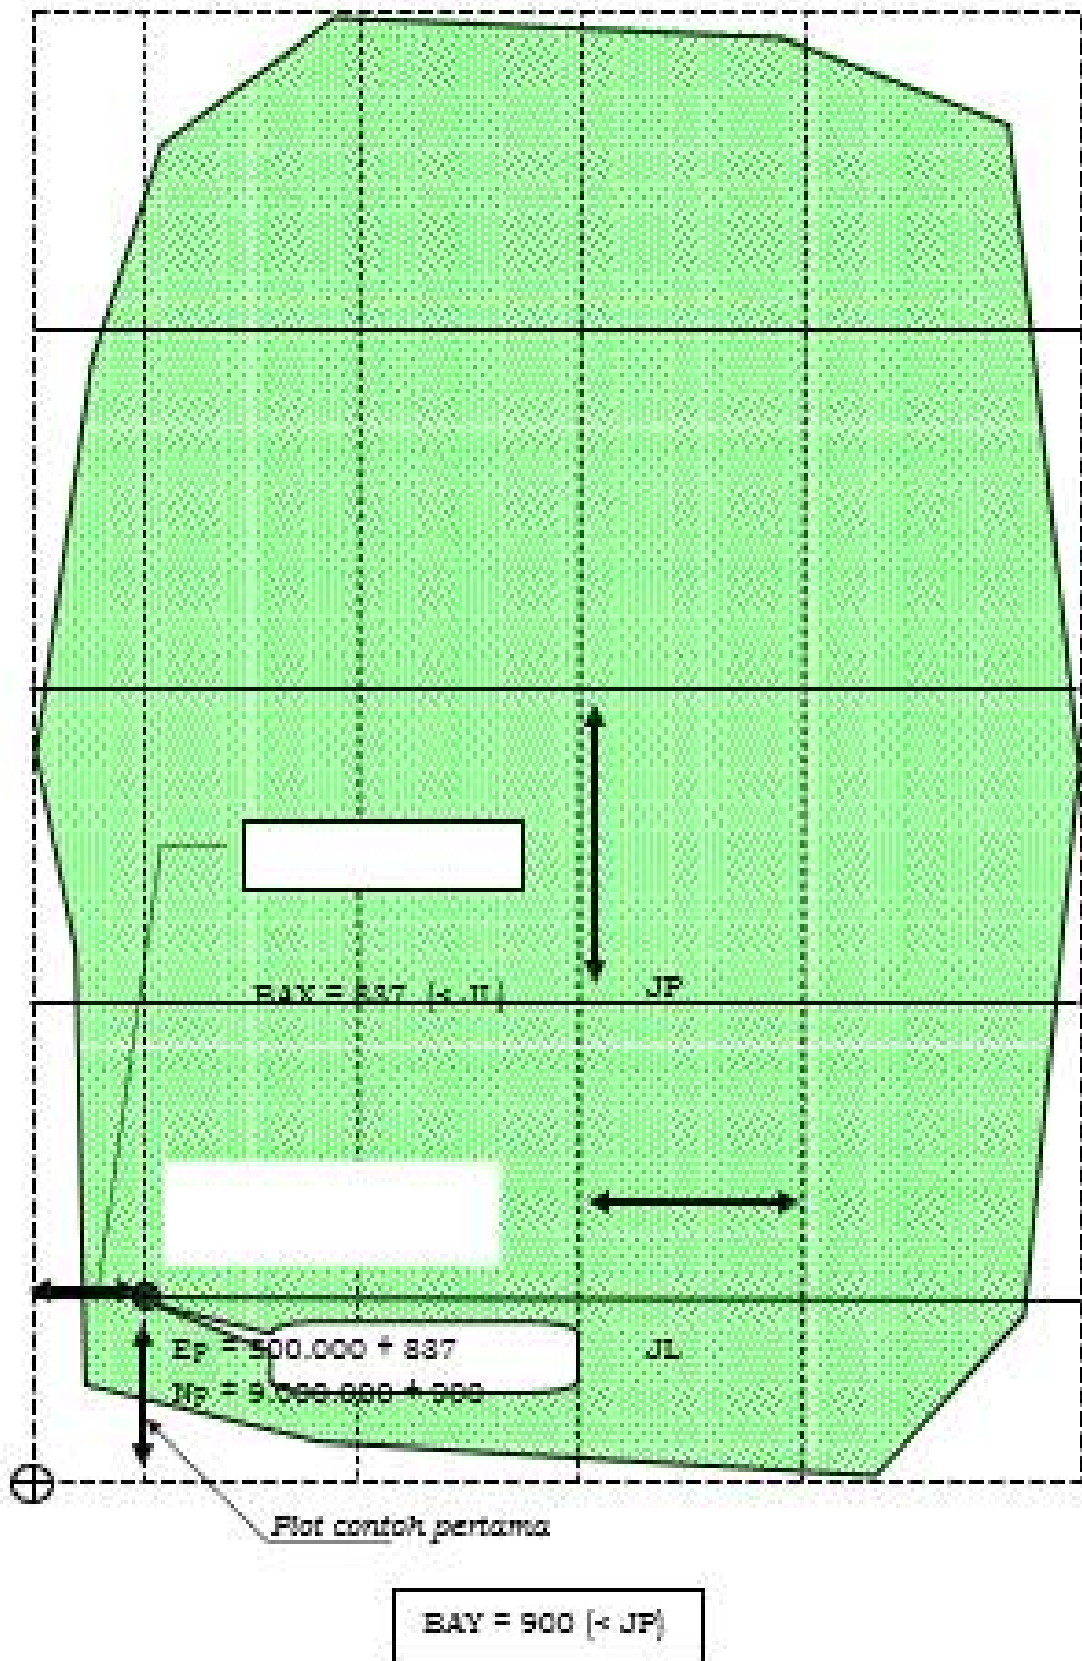 BAX = 837 (< JL)
JP
Ep = 500.000 + 837
JL
Np = 9.000.000 + 900
Plot contoh pertama
BAY = 900 (< JP)